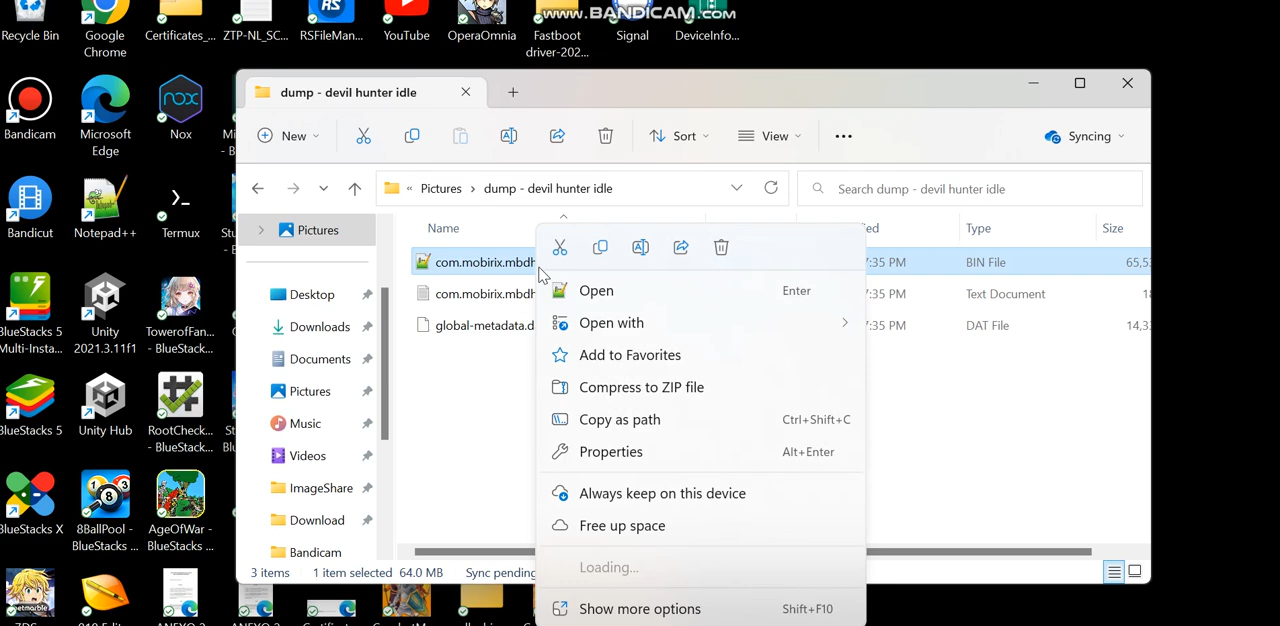 www.BANDICAM.com
Recycle Bin
Google
Chrome
Certificates_...
ZTP-NL_SC...
RSFileMan...
YouTube
OperaOmnia
Fastboot
driver-202...
Signal
DeviceInfo...
dump - devil hunter idle
Bandicam
Microsoft
Edge
Nox
- B
New
Sort
View
Syncing
Pictures
dump - devil hunter idle
Search dump - devil hunter idle
Bandicut
Notepad++
Termux
Pictures
Name
Type
Size
com.mobirix.mbdh
7:35 PM
BIN File
65,53
com.mobirix.mbdh
7:35 PM
Text Document
18
global-metadata.d
7:35 PM
DAT File
14,33
Open
Enter
Open with
Add to Favorites
Compress to ZIP file
Copy as path
Ctrl+Shift+C
Properties
Alt+Enter
Always keep on this device
Free up space
Loading...
Show more options
Shift+F10
Desktop
Downloads
Documents
Pictures
Music
Videos
ImageShare
Download
Bandicam
BlueStacks 5
Multi-Insta...
Unity
2021.3.11f1
TowerofFan...
- BlueStack...
BlueStacks 5
Unity Hub
RootCheck...
- BlueStack...
BlueStacks X
8BallPool -
BlueStacks ...
AgeOfWar -
BlueStacks ...
3 items
1 item selected
64.0 MB
Sync pending